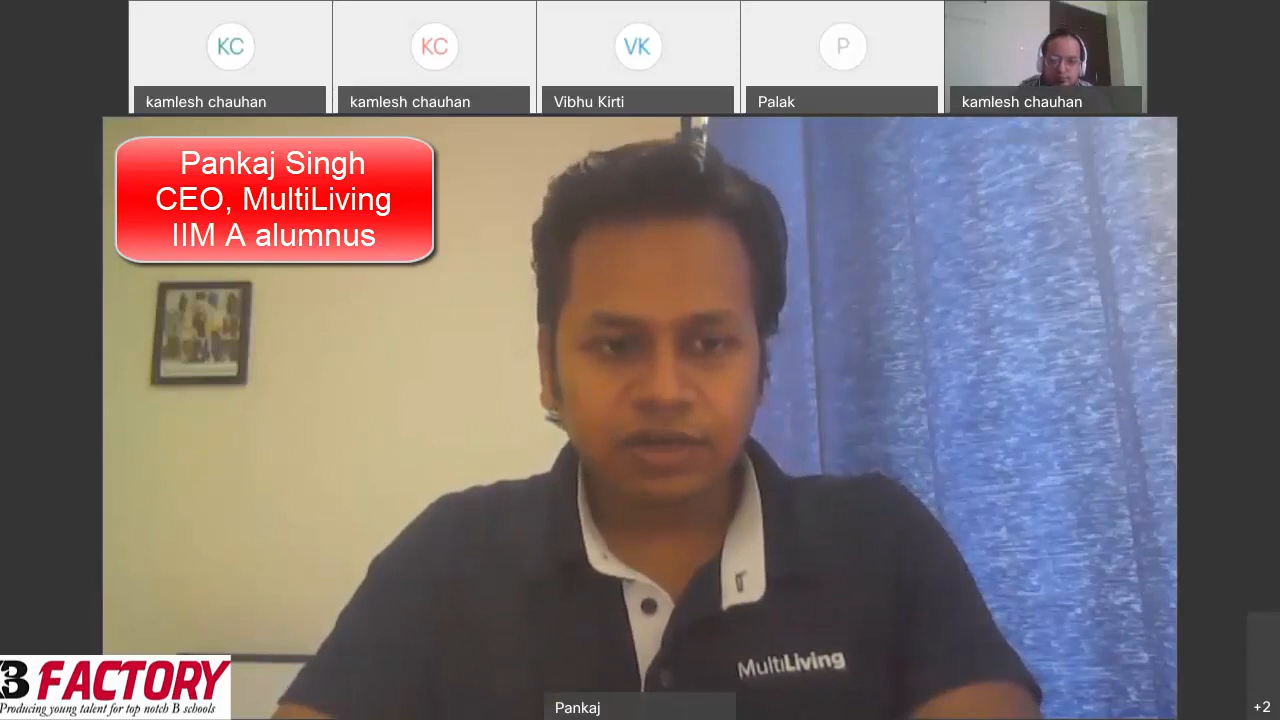 KC
KC
VK
P
kamlesh chauhan
kamlesh chauhan
Vibhu Kirti
Palak
kamlesh chauhan
Pankaj Singh
CEO, MultiLiving
IIM A alumnus
MultiLiving
B FACTORY
Producing young talent for top notch B schools
Pankaj
+2